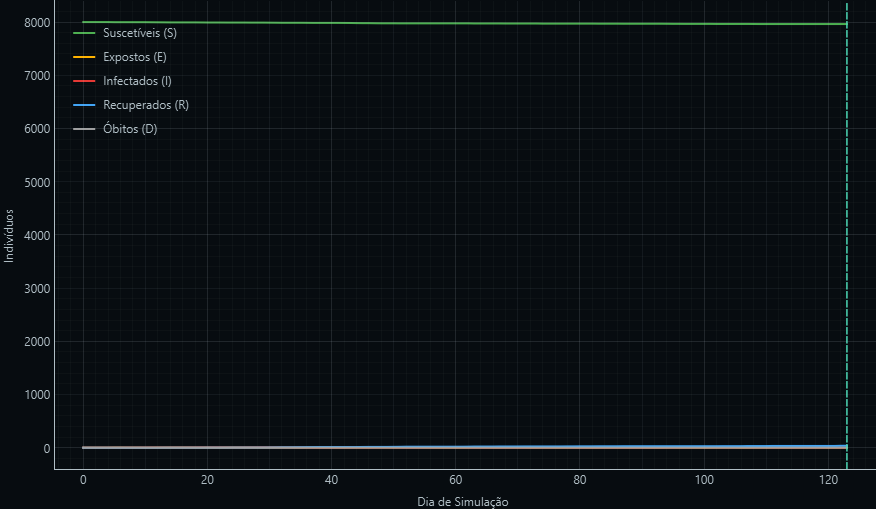 8000
7000
6000
5000
4000
3000
2000
1000
0
Indivíduos
Suscetíveis (S)
Expostos (E)
Infectados (I)
Recuperados (R)
Óbitos (D)
0 20 40 60 80 100 120
Dia de Simulação